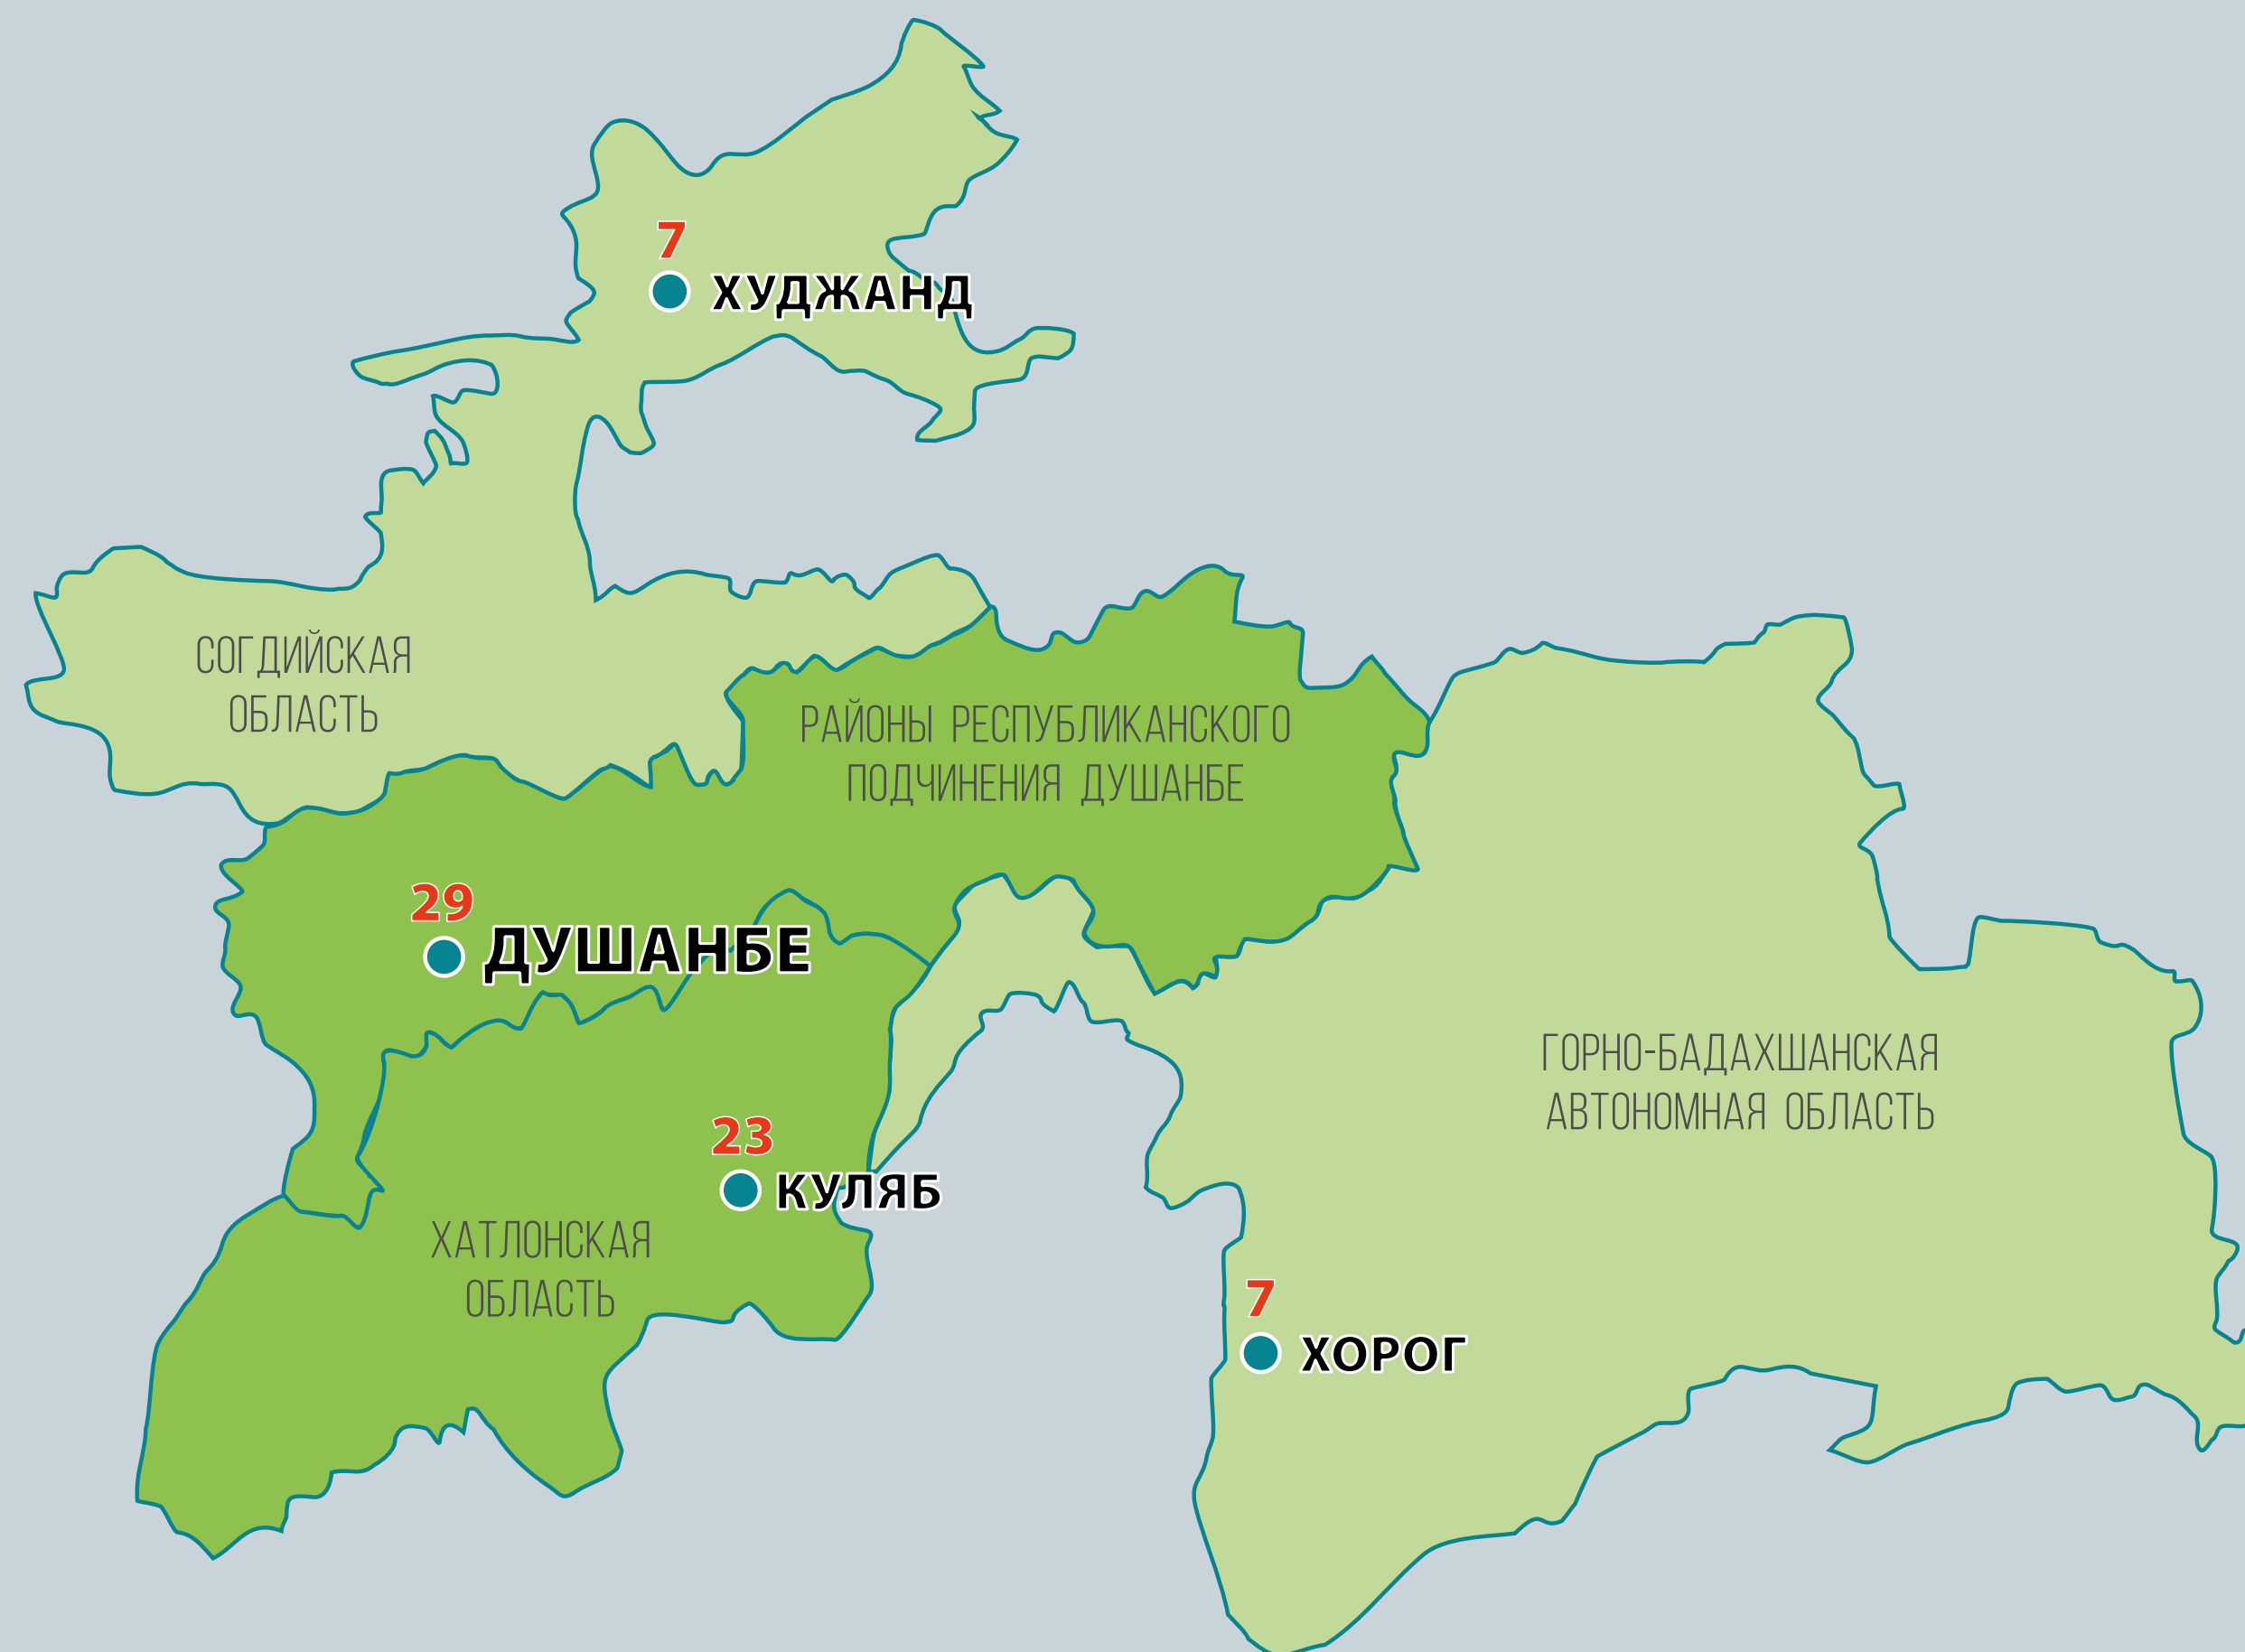 7
ХУДЖАНД
СОГДИЙСКАЯ
ОБЛАСТЬ
РАЙОНЫ РЕСПУБЛИКАНСКОГО
ПОДЧИНЕНИЯ ДУШАНБЕ
29
ДУШАНБЕ
ГОРНО-БАДАХШАНСКАЯ
АВТОНОМНАЯ ОБЛАСТЬ
23
КУЛЯБ
ХАТЛОНСКАЯ
ОБЛАСТЬ
7
ХОРОГ